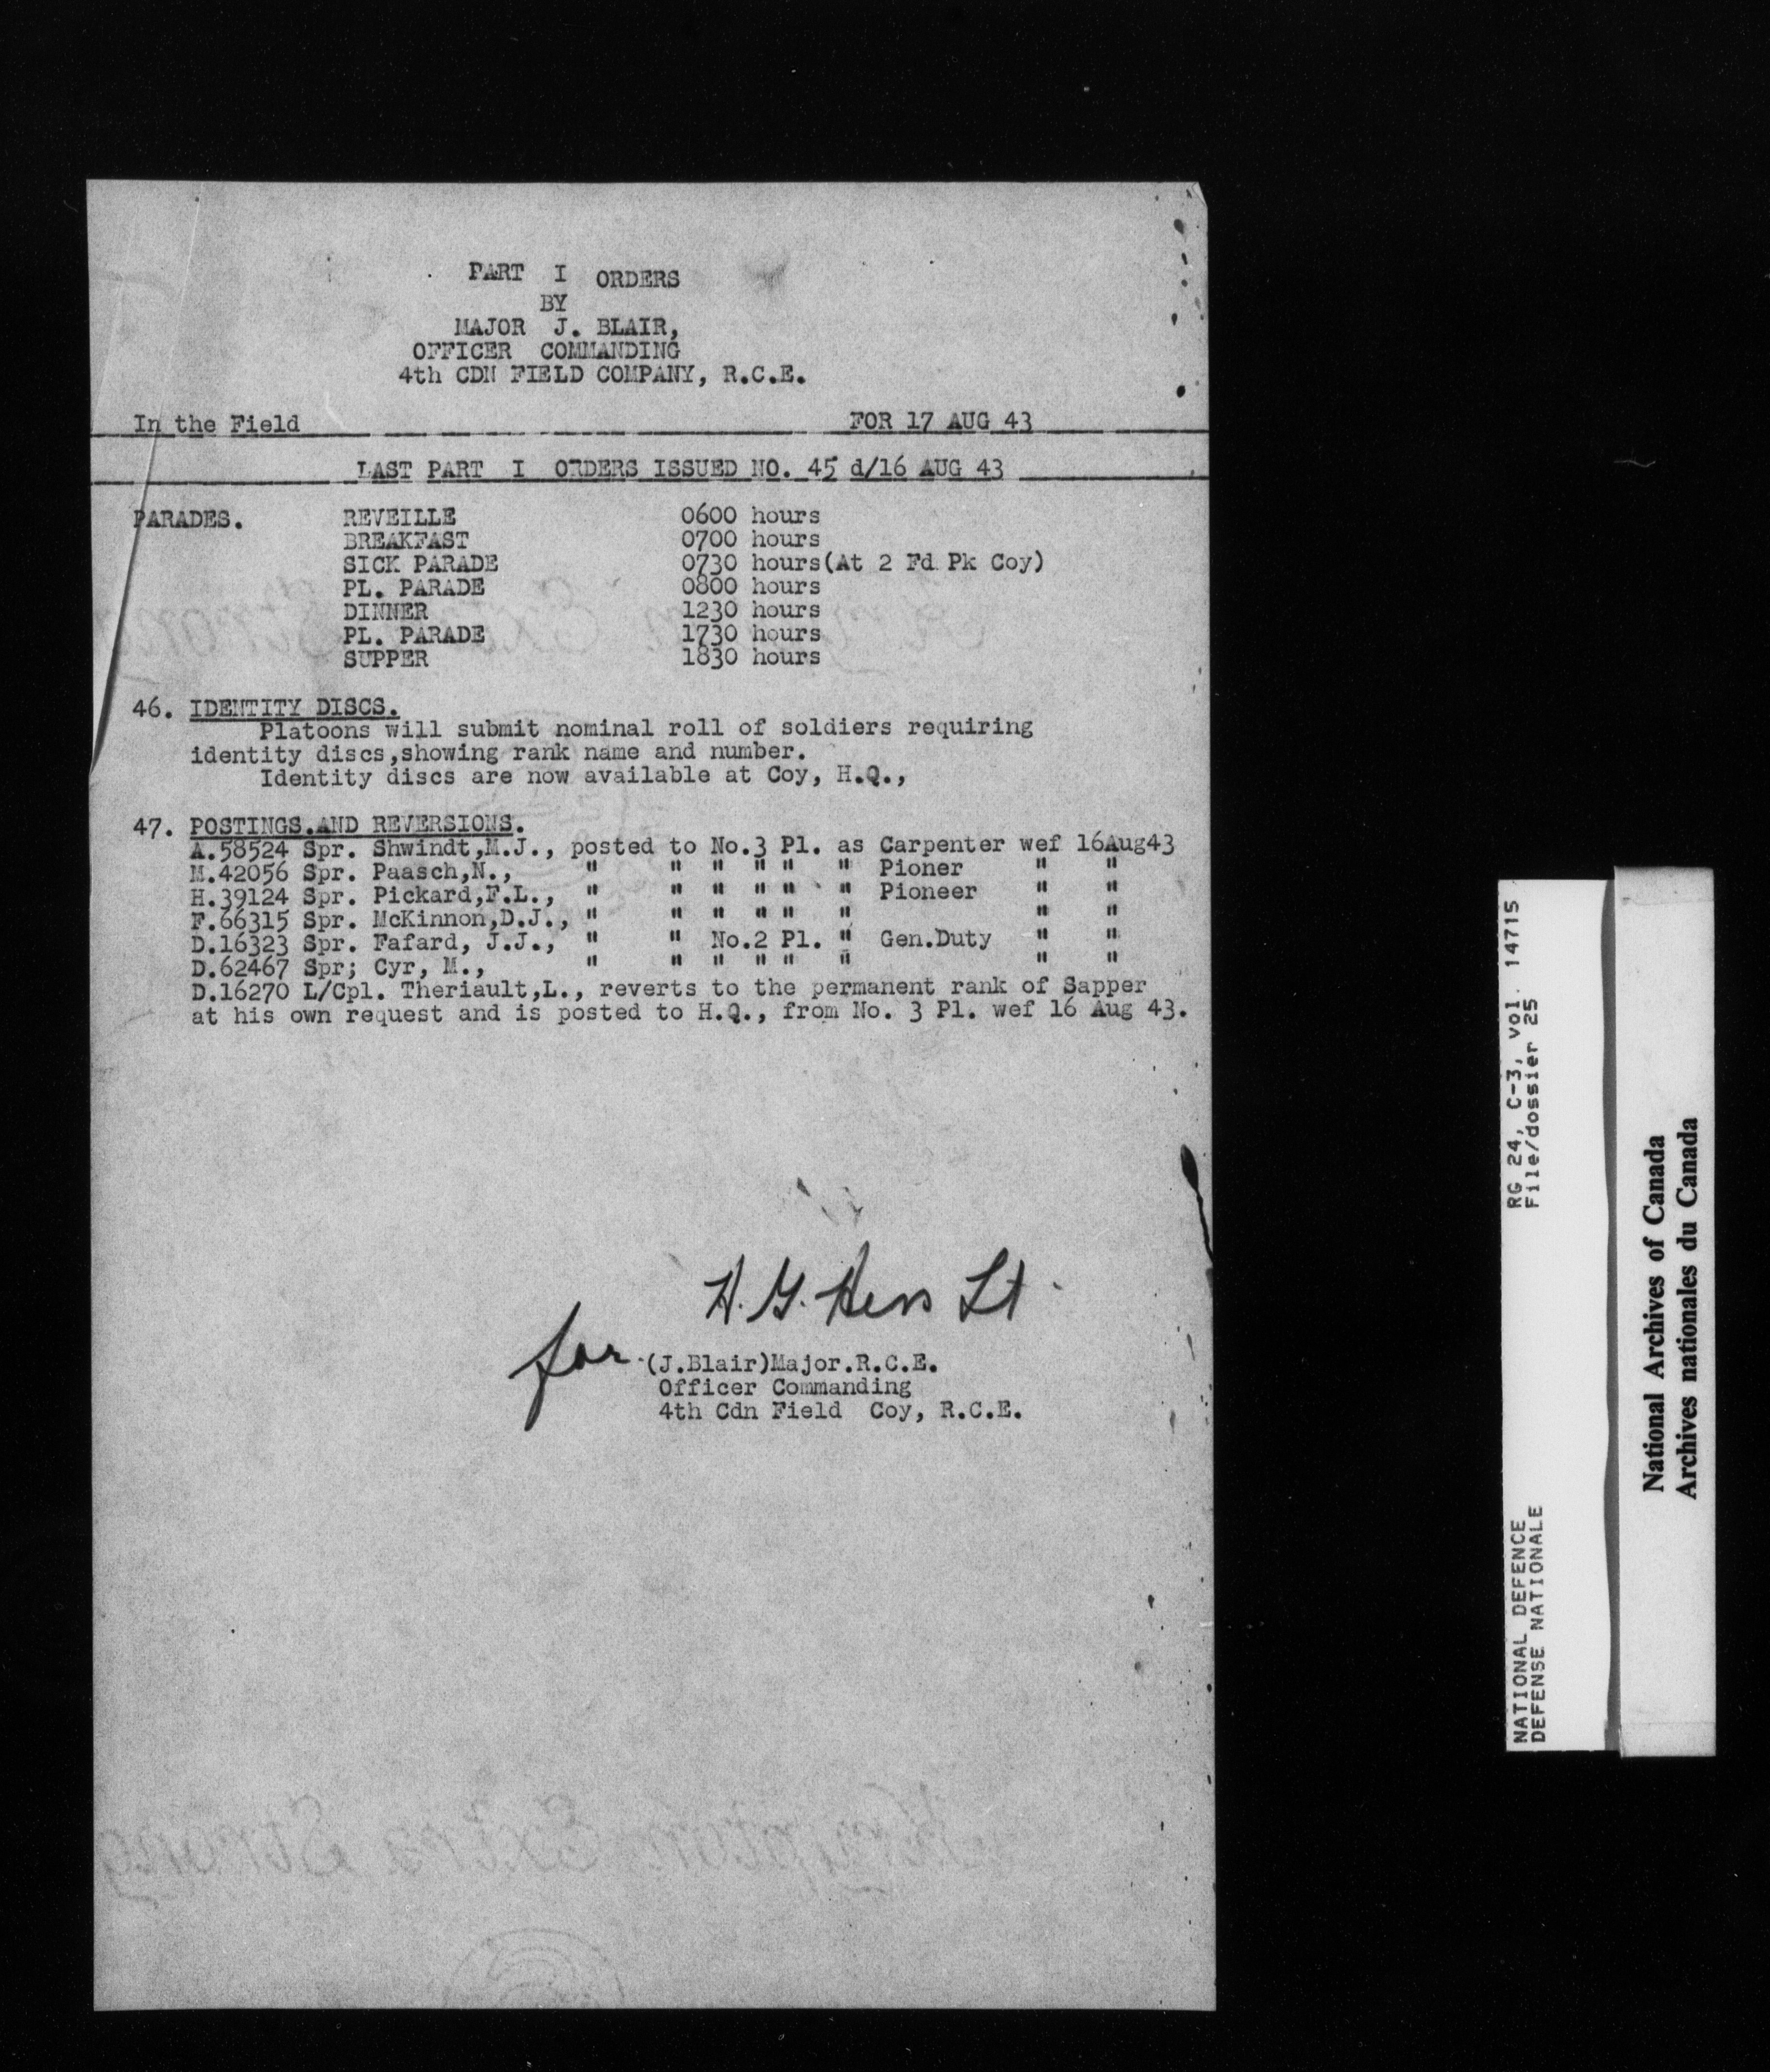 PART I ORDERS
BY
MAJOR J. BLAIR,
OFFICER COMMANDING
4th CDN FIELD COMPANY, R.C.E.
In the Field FOR 17 AUG 43
LAST PART I ORDERS ISSUED NO. 45 d/16 AUG 43
PARADES. REVEILLE 0600 hours
BREAKFAST 0700 hours
SICK PARADE 0730 hours(At 2 Fd Pk Coy)
PL. PARADE 0800 hours
DINNER 1230 hours
PL. PARADE 1730 hours
SUPPER 1830 hours
46. IDENTITY DISCS.
Platoons will submit nominal roll of soldiers requiring
identity discs,showing rank name and number.
Identity discs are now available at Coy, H.Q.,
47. POSTINGS.AND REVERSIONS.
A.58524 Spr. Shwindt,M.J., posted to No.3 Pl. as Carpenter wef 16Aug43
M.42056 Spr. Paasch,N., " " " " " " Pioner " "
H.39124 Spr. Pickard,F.L., " " " " " " Pioneer " "
F.66315 Spr. McKinnon,D.J., " " " " " " " "
D.16323 Spr. Fafard, J.J., " " No.2 Pl. " Gen.Duty " "
D.62467 Spr; Cyr, M., " " " " " " " "
D.16270 L/Cpl. Theriault,L., reverts to the permanent rank of Sapper
at his own request and is posted to H.Q., from No. 3 Pl. wef 16 Aug 43.
H. G. Hess Lt
for (J.Blair)Major.R.C.E.
Officer Commanding
4th Cdn Field Coy, R.C.E.
Krypton Extra Strong
NATIONAL DEFENCE RG 24, C-3, vol. 14715
DEFENSE NATIONALE File/dossier 25
National Archives of Canada
Archives nationales du Canada